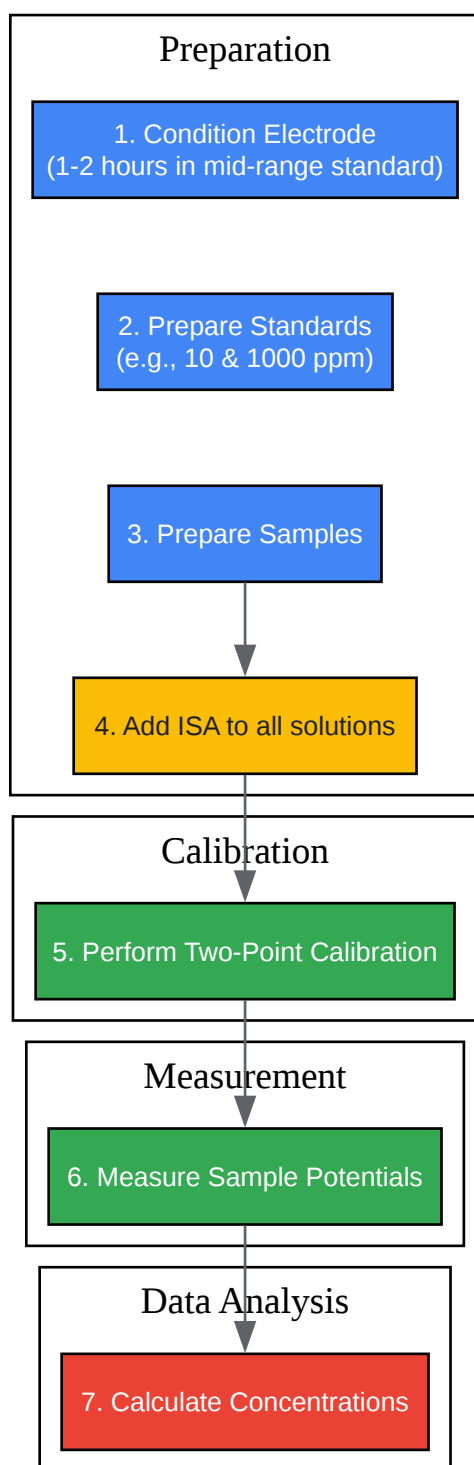 Preparation
1. Condition Electrode
(1-2 hours in mid-range standard)
2. Prepare Standards
(e.g., 10 & 1000 ppm)
3. Prepare Samples
4. Add ISA to all solutions
Calibration
5. Perform Two-Point Calibration
Measurement
6. Measure Sample Potentials
Data Analysis
7. Calculate Concentrations